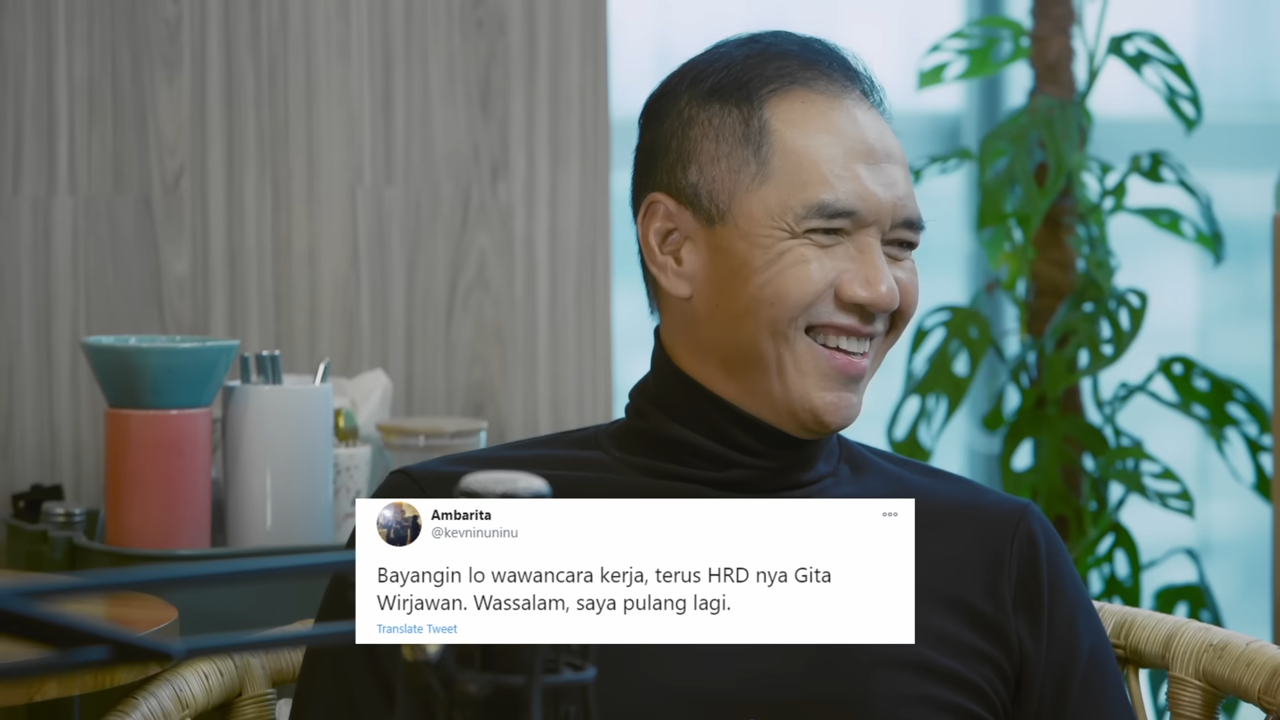 Ambarita
@kevninuninu
Bayangin lo wawancara kerja, terus HRD nya Gita
Wirjawan. Wassalam, saya pulang lagi.
Translate Tweet